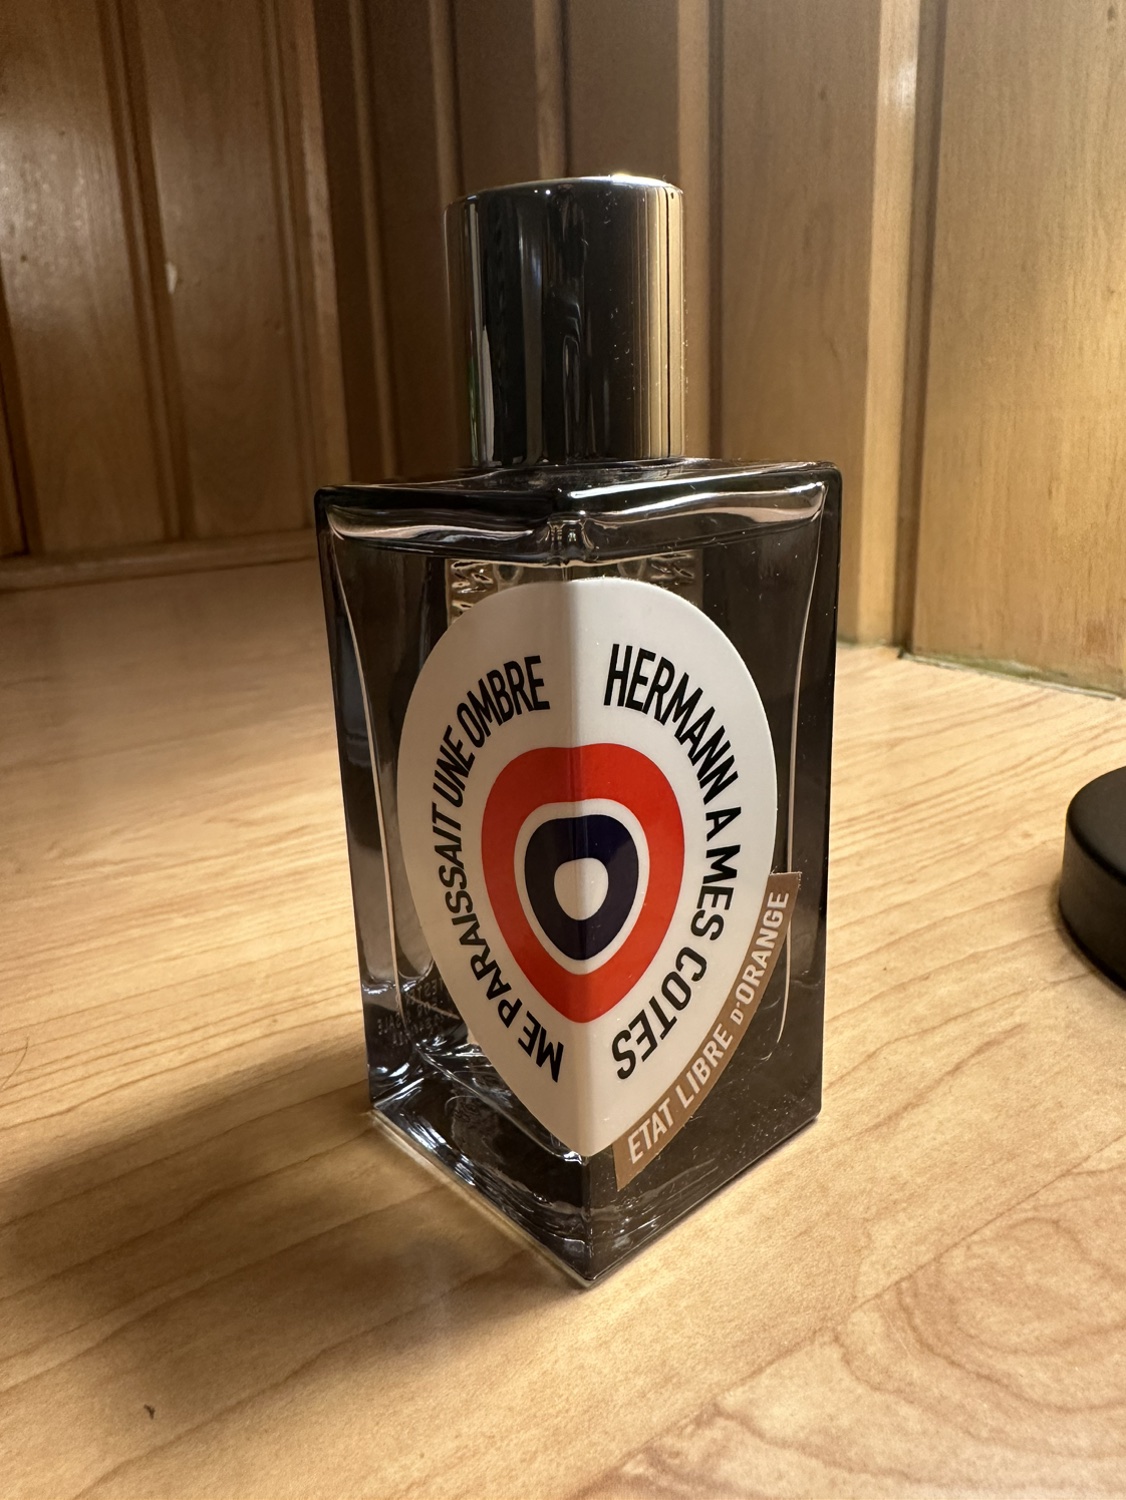 HERMANN A MES COTES
ME PARAISSAIT UNE OMBRE
ETAT LIBRE D'ORANGE